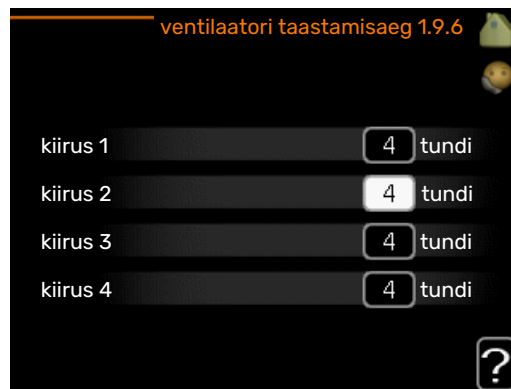 ventilaatori taastamisaeg 1.9.6
kiirus 1 4 tundi
kiirus 2 4 tundi
kiirus 3 4 tundi
kiirus 4 4 tundi
?